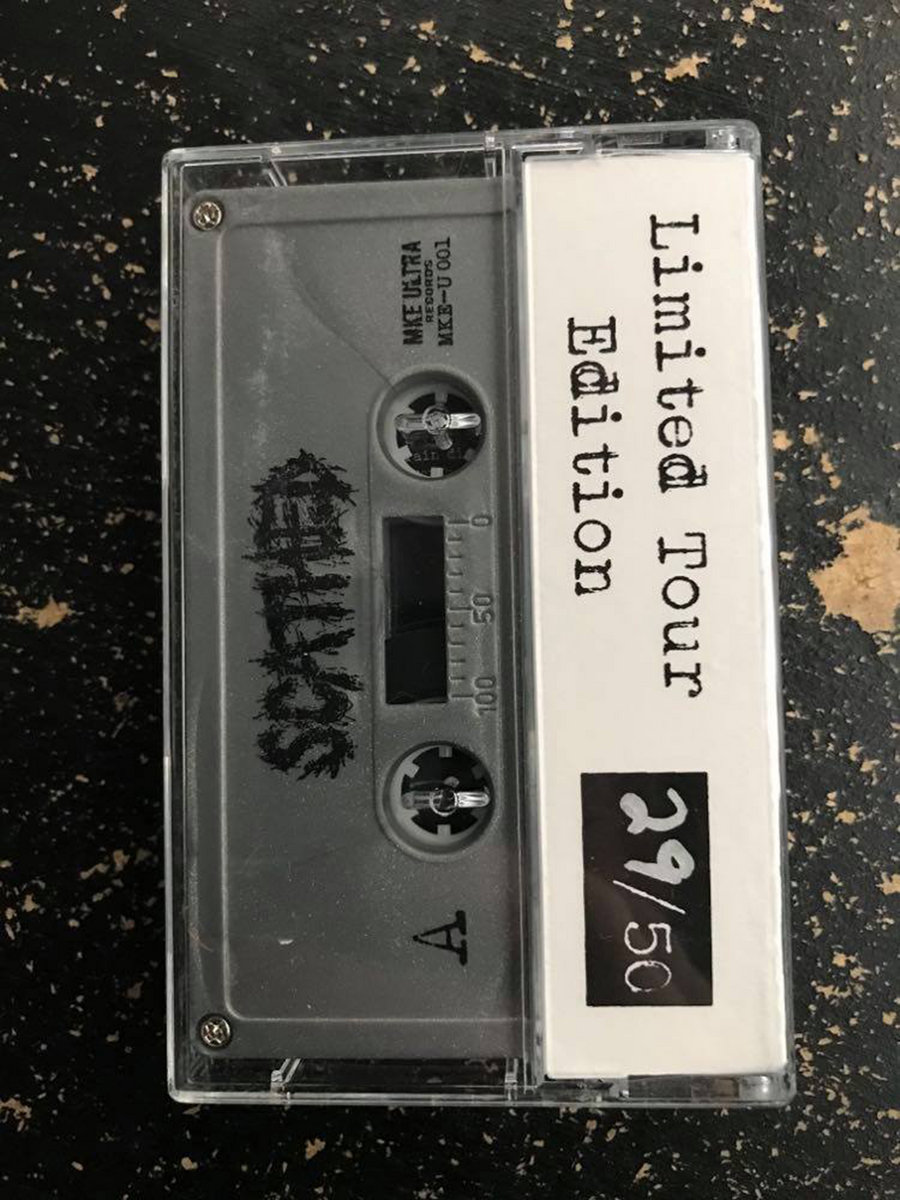 Limited Tour
Edition
29/50
MKE ULTRA
RECORDS
MKE-U 001
SCATHED
0 50 100
A